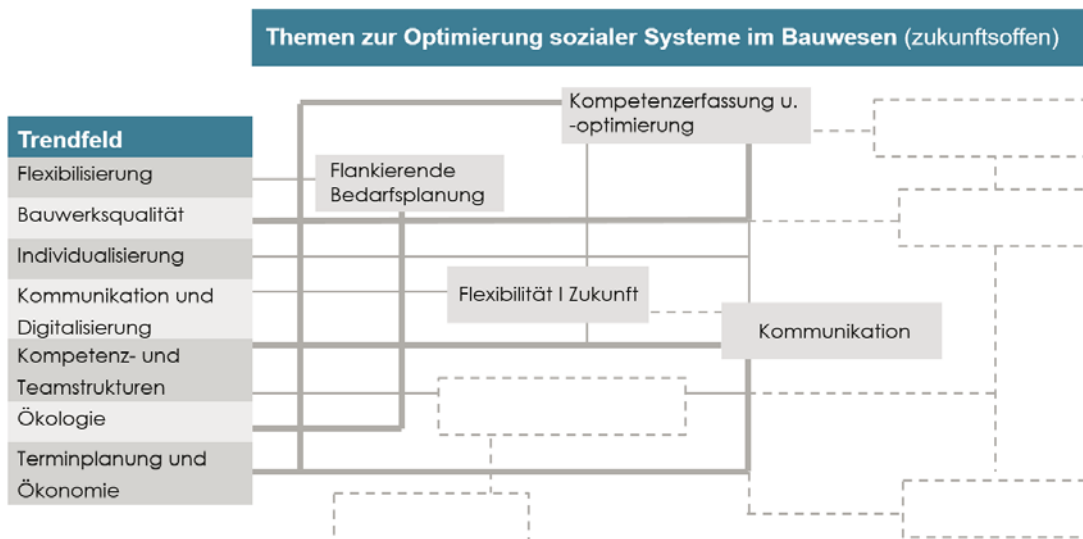 Themen zur Optimierung sozialer Systeme im Bauwesen (zukunftsoffen)
Kompetenzerfassung u.
-optimierung
Trendfeld
Flexibilisierung
Bauwerksqualität
Individualisierung
Kommunikation und
Digitalisierung
Kompetenz- und
Teamstrukturen
Ökologie
Terminplanung und
Ökonomie
Flankierende
Bedarfsplanung
Flexibilität I Zukunft
Kommunikation